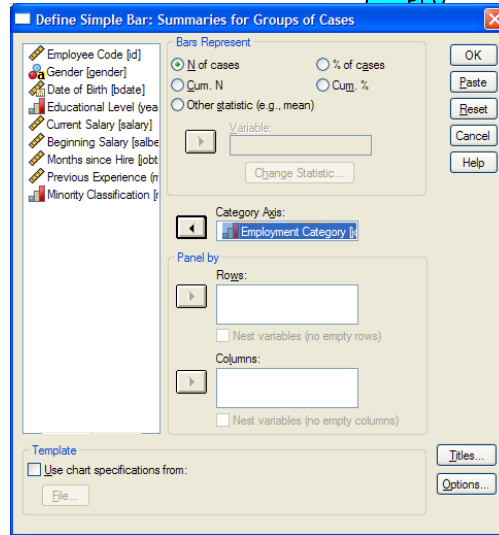 Define Simple Bar: Summaries for Groups of Cases
Employee Code [id]
Gender [gender]
Date of Birth [bdate]
Educational Level (yea
Current Salary [salary]
Beginning Salary [salbe
Months since Hire [jobt
Previous Experience (m
Minority Classification [r
Bars Represent
N of cases
% of cases
Cum. N
Cum. %
Other statistic (e.g., mean)
Variable:
Change Statistic...
Category Axis:
Employment Category [jo
Panel by
Rows:
Nest variables (no empty rows)
Columns:
Nest variables (no empty columns)
OK
Paste
Reset
Cancel
Help
Template
Use chart specifications from:
File...
Titles...
Options...